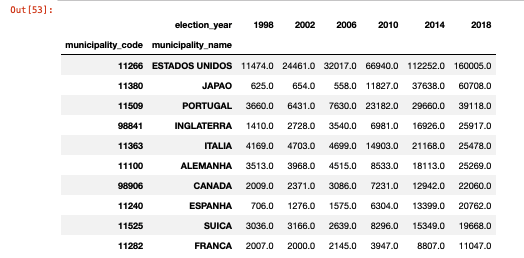 Out[53]:
election_year 1998 2002 2006 2010 2014 2018
municipality_code municipality_name
11266 ESTADOS UNIDOS 11474.0 24461.0 32017.0 66940.0 112252.0 160005.0
11380 JAPAO 625.0 654.0 558.0 11827.0 37638.0 60708.0
11509 PORTUGAL 3660.0 6431.0 7630.0 23182.0 29660.0 39118.0
98841 INGLATERRA 1410.0 2728.0 3540.0 6981.0 16926.0 25917.0
11363 ITALIA 4169.0 4703.0 4699.0 14903.0 21168.0 25478.0
11100 ALEMANHA 3513.0 3968.0 4515.0 8533.0 18113.0 25269.0
98906 CANADA 2009.0 2371.0 3086.0 7231.0 12942.0 22060.0
11240 ESPANHA 706.0 1276.0 1575.0 6304.0 13399.0 20762.0
11525 SUICA 3036.0 3166.0 2639.0 8296.0 15349.0 19668.0
11282 FRANCA 2007.0 2000.0 2145.0 3947.0 8807.0 11047.0